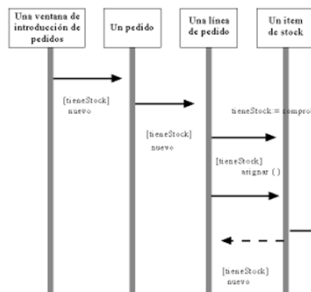 Una ventana de
introducción de
pedidos
Un pedido
Una línea
de pedido
Un item
de stock
[tieneStock]
nuevo
[tieneStock]
nuevo
tieneStock:= compro
[tieneStock]
asignar ( )
[tieneStock]
nuevo